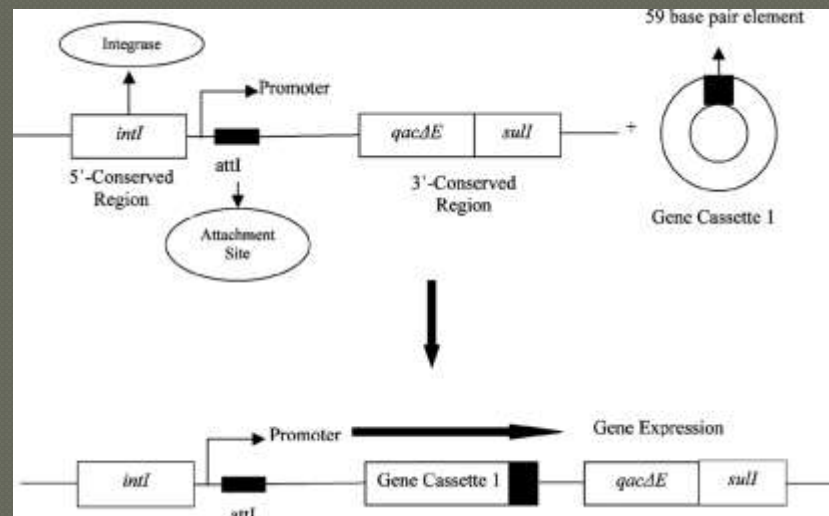 59 base pair element
Integrase
Promoter
intI
qacΔE
sulI
+
attI
5'-Conserved
Region
3'-Conserved
Region
Gene Cassette 1
Attachment
Site
Promoter
Gene Expression
intI
Gene Cassette 1
qacΔE
sulI
attI